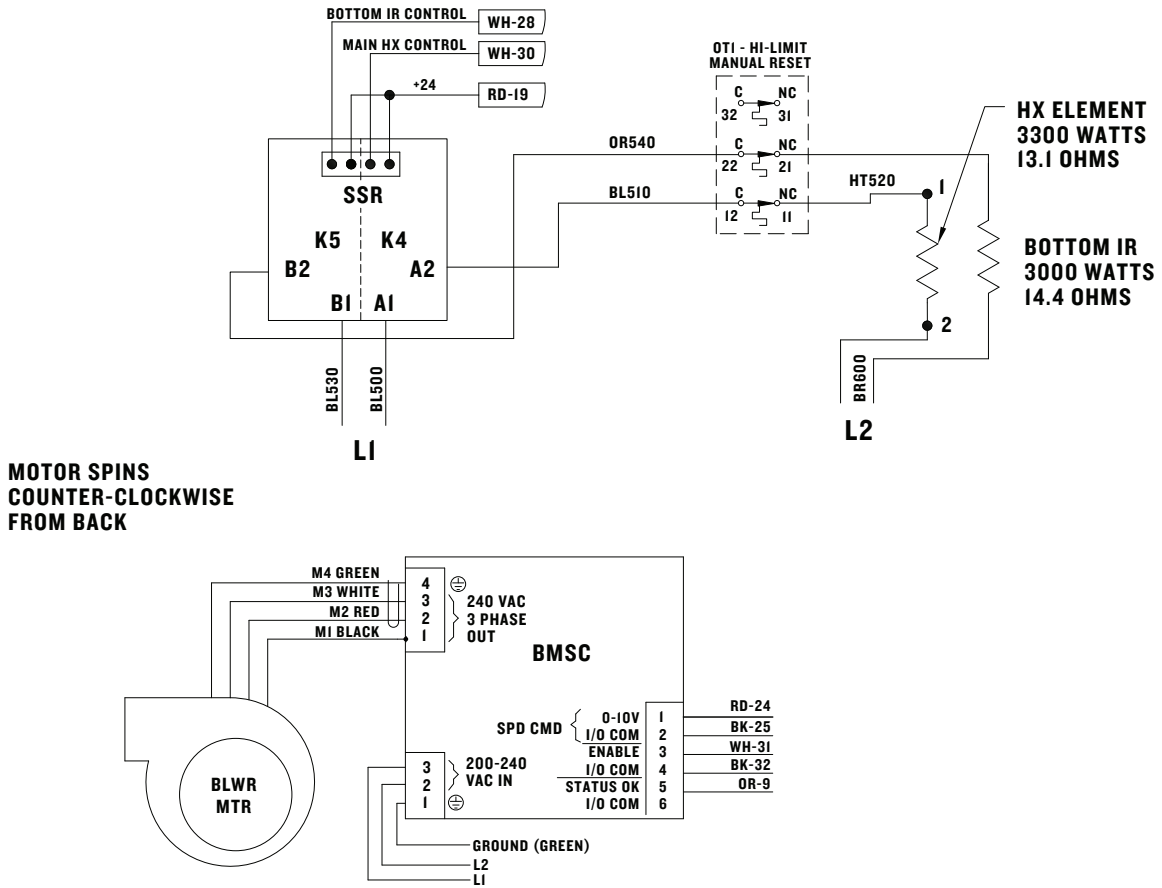 BOTTOM IR CONTROL
WH-28
MAIN HX CONTROL
WH-30
+24
RD-19
OT1 - HI-LIMIT
MANUAL RESET
C NC
32 31
C NC
22 21
C NC
12 11
OR540
BL510
HT520
1
2
HX ELEMENT
3300 WATTS
13.1 OHMS
BOTTOM IR
3000 WATTS
14.4 OHMS
SSR
K5 K4
B2 A2
B1 A1
BL530
BL500
L1
BR600
L2
MOTOR SPINS
COUNTER-CLOCKWISE
FROM BACK
M4 GREEN
M3 WHITE
M2 RED
M1 BLACK
4
3
2
1
240 VAC
3 PHASE
OUT
BMSC
BLWR
MTR
3
2
1
200-240
VAC IN
GROUND (GREEN)
L2
L1
SPD CMD
0-10V 1 RD-24
I/O COM 2 BK-25
ENABLE 3 WH-31
I/O COM 4 BK-32
STATUS OK 5 OR-9
I/O COM 6